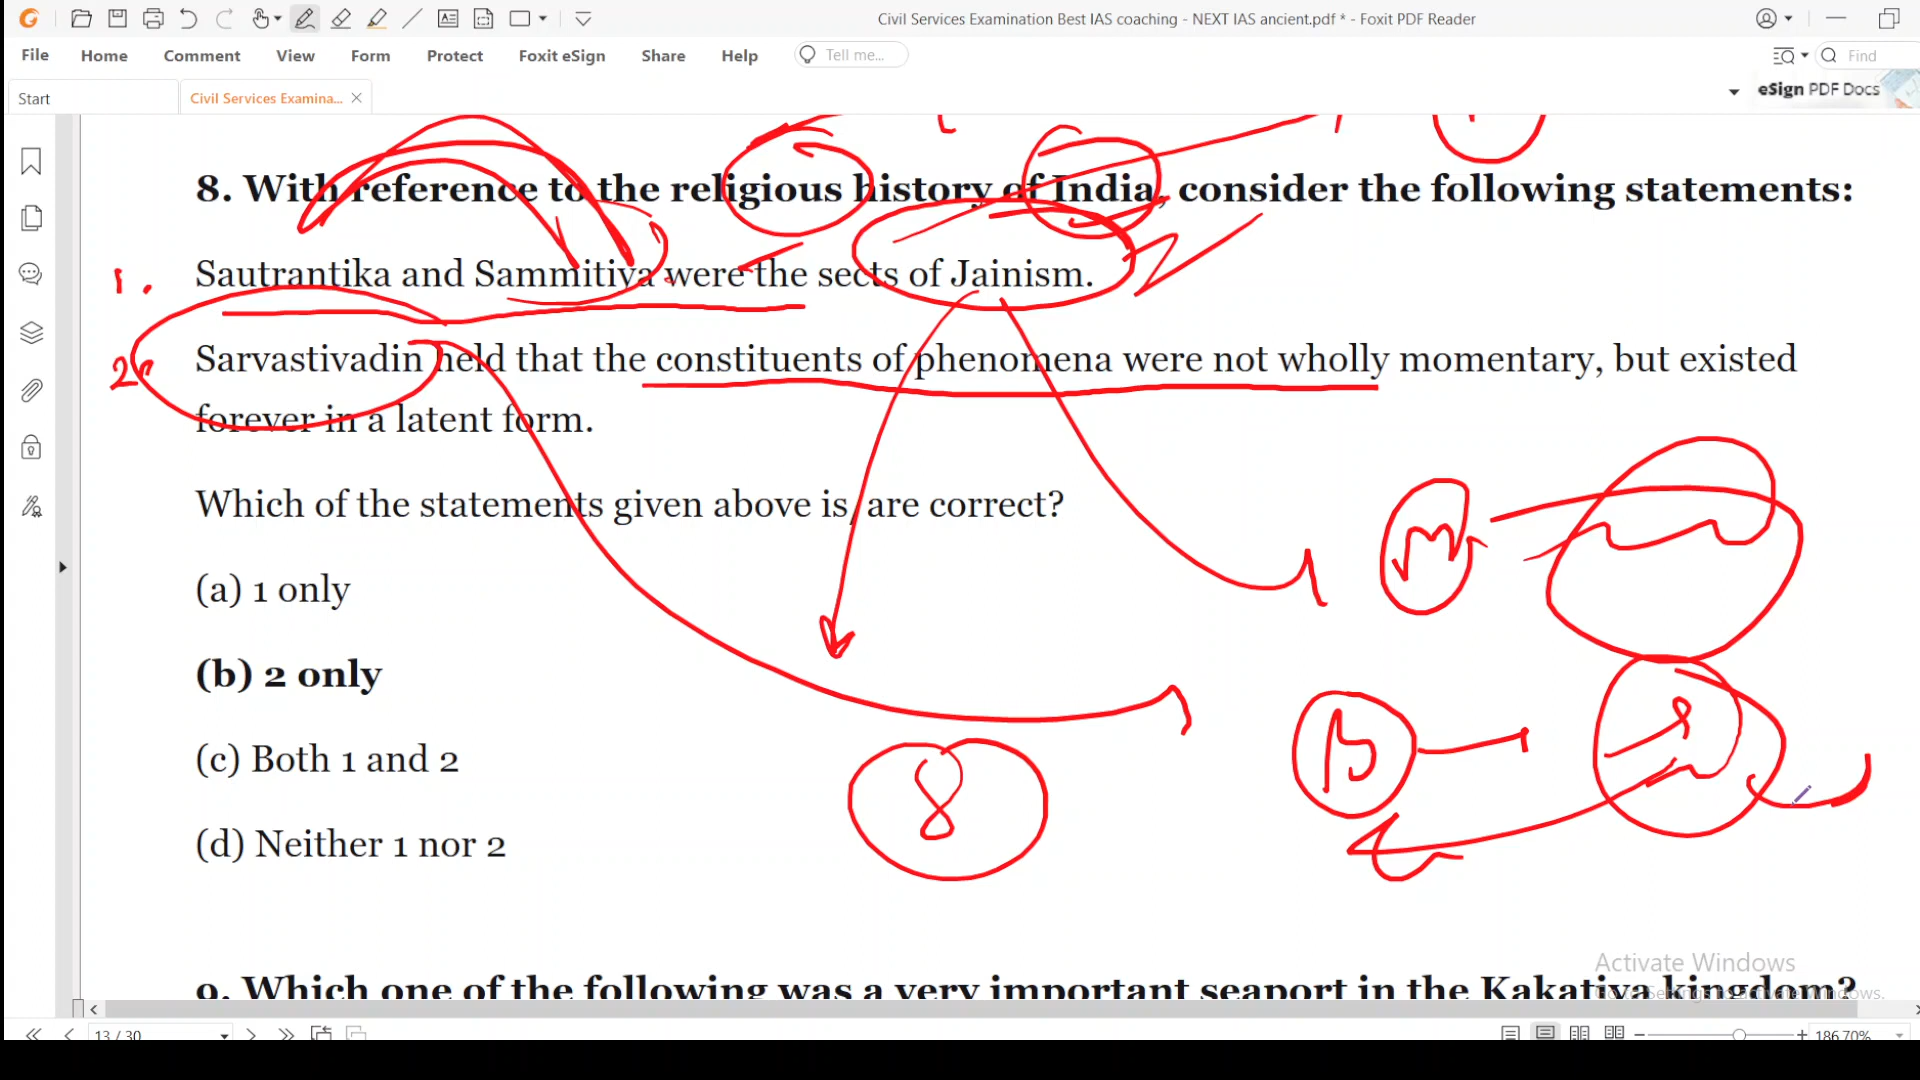 Civil Services Examination Best IAS coaching - NEXT IAS ancient.pdf * - Foxit PDF Reader
File Home Comment View Form Protect Foxit eSign Share Help Tell me... Find
Start Civil Services Examina... eSign PDF Docs
8. With reference to the religious history of India, consider the following statements:
1. Sautrantika and Sammitiya were the sects of Jainism.
2. Sarvastivadin held that the constituents of phenomena were not wholly momentary, but existed
forever in a latent form.
Which of the statements given above is/are correct?
(a) 1 only
M
(b) 2 only
B
(c) Both 1 and 2
8
(d) Neither 1 nor 2
Activate Windows
Go to Settings to activate Windows.
9. Which one of the following was a very important seaport in the Kakatiya kingdom?
13 / 30 186.70%